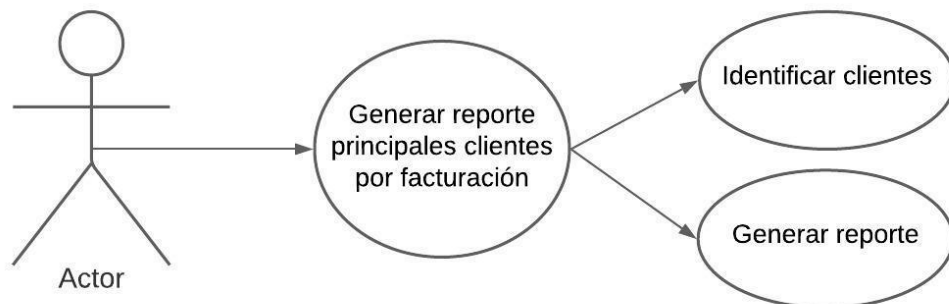 Identificar clientes
Generar reporte
principales clientes
por facturación
Generar reporte
Actor